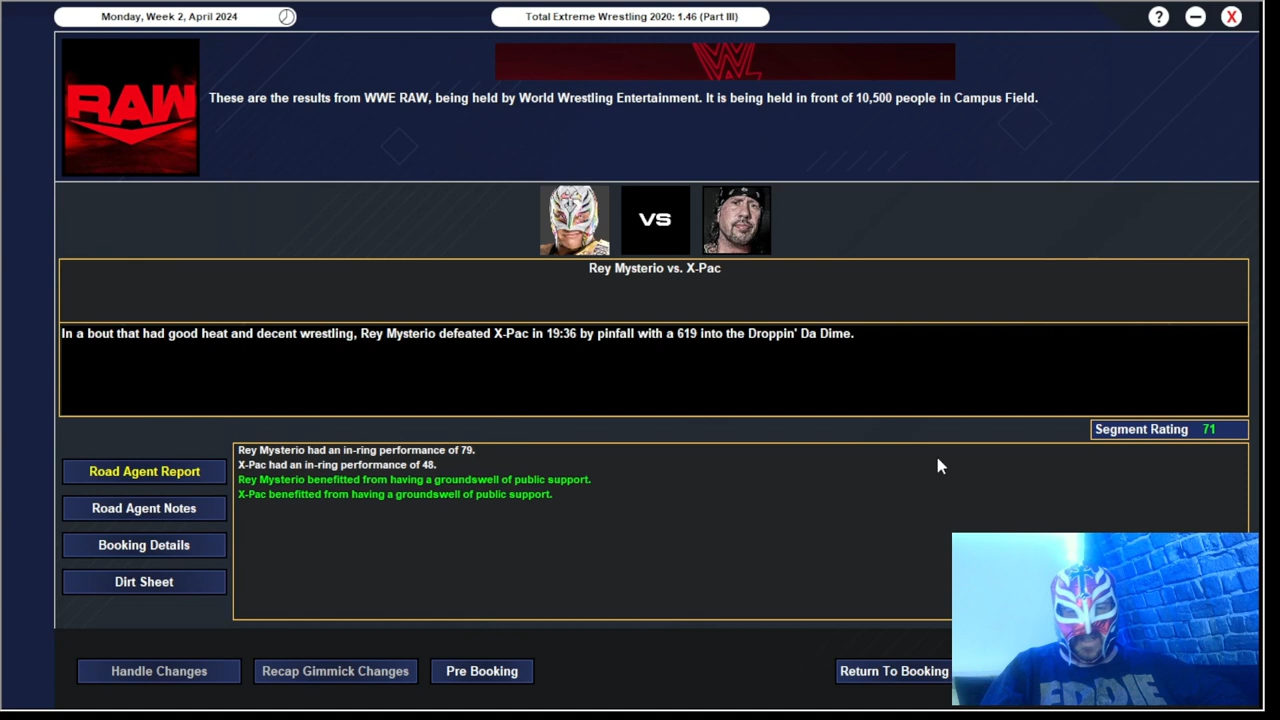 Monday, Week 2, April 2024
Total Extreme Wrestling 2020: 1.46 (Part III)
?
X
RAW
These are the results from WWE RAW, being held by World Wrestling Entertainment. It is being held in front of 10,500 people in Campus Field.
VS
Rey Mysterio vs. X-Pac
In a bout that had good heat and decent wrestling, Rey Mysterio defeated X-Pac in 19:36 by pinfall with a 619 into the Droppin' Da Dime.
Segment Rating 71
Road Agent Report
Road Agent Notes
Booking Details
Dirt Sheet
Rey Mysterio had an in-ring performance of 79.
X-Pac had an in-ring performance of 48.
Rey Mysterio benefitted from having a groundswell of public support.
X-Pac benefitted from having a groundswell of public support.
Handle Changes
Recap Gimmick Changes
Pre Booking
Return To Booking
EDDIE